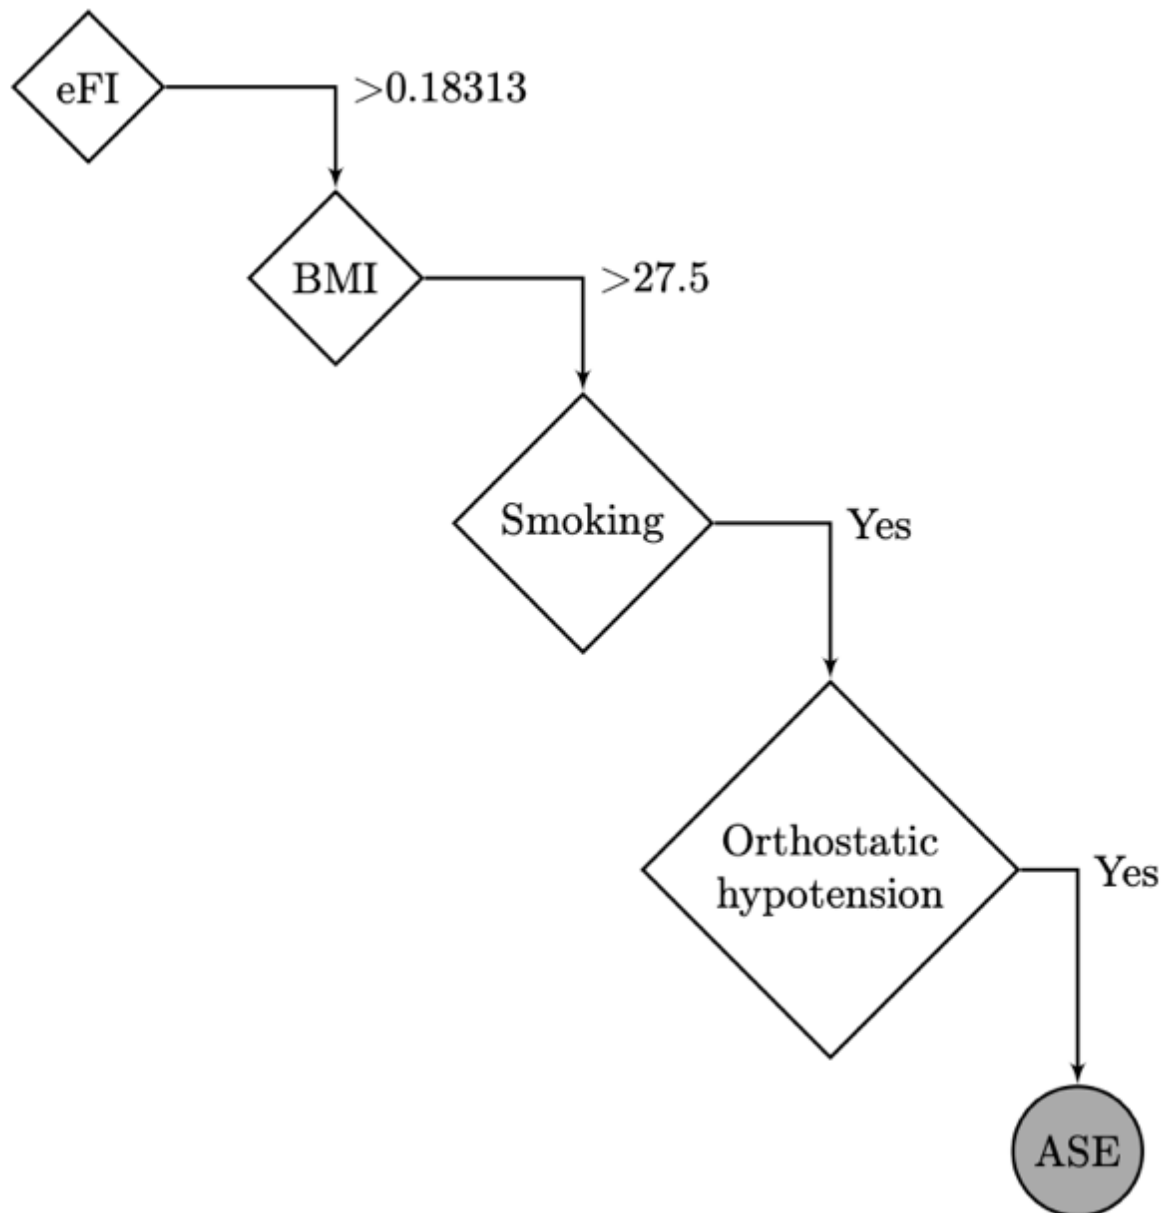 eFI
>0.18313
BMI
>27.5
Smoking
Yes
Orthostatic
hypotension
Yes
ASE